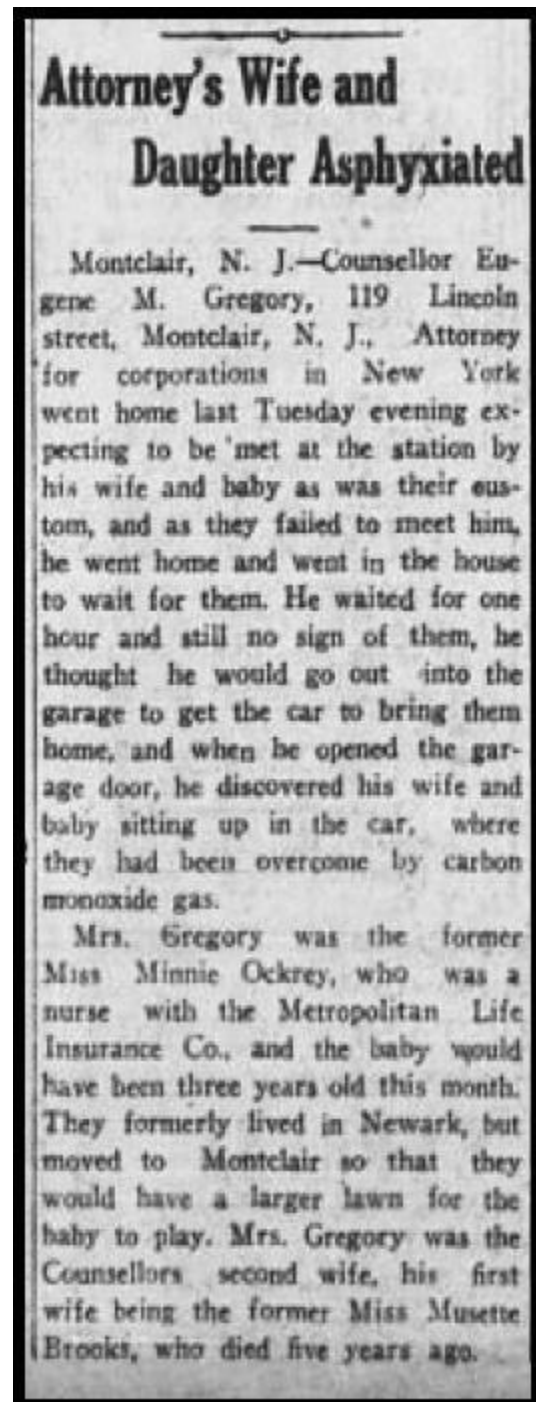 Attorney's Wife and
Daughter Asphyxiated
Montclair, N. J.—Counsellor Eu-
gene M. Gregory, 119 Lincoln
street, Montclair, N. J., Attorney
for corporations in New York
went home last Tuesday evening ex-
pecting to be met at the station by
his wife and baby as was their cus-
tom, and as they failed to meet him,
he went home and went in the house
to wait for them. He waited for one
hour and still no sign of them, he
thought he would go out into the
garage to get the car to bring them
home, and when he opened the gar-
age door, he discovered his wife and
baby sitting up in the car, where
they had been overcome by carbon
monoxide gas.
Mrs. Gregory was the former
Miss Minnie Ockrey, who was a
nurse with the Metropolitan Life
Insurance Co., and the baby would
have been three years old this month.
They formerly lived in Newark, but
moved to Montclair so that they
would have a larger lawn for the
baby to play. Mrs. Gregory was the
Counsellors second wife, his first
wife being the former Miss Musette
Brooks, who died five years ago.